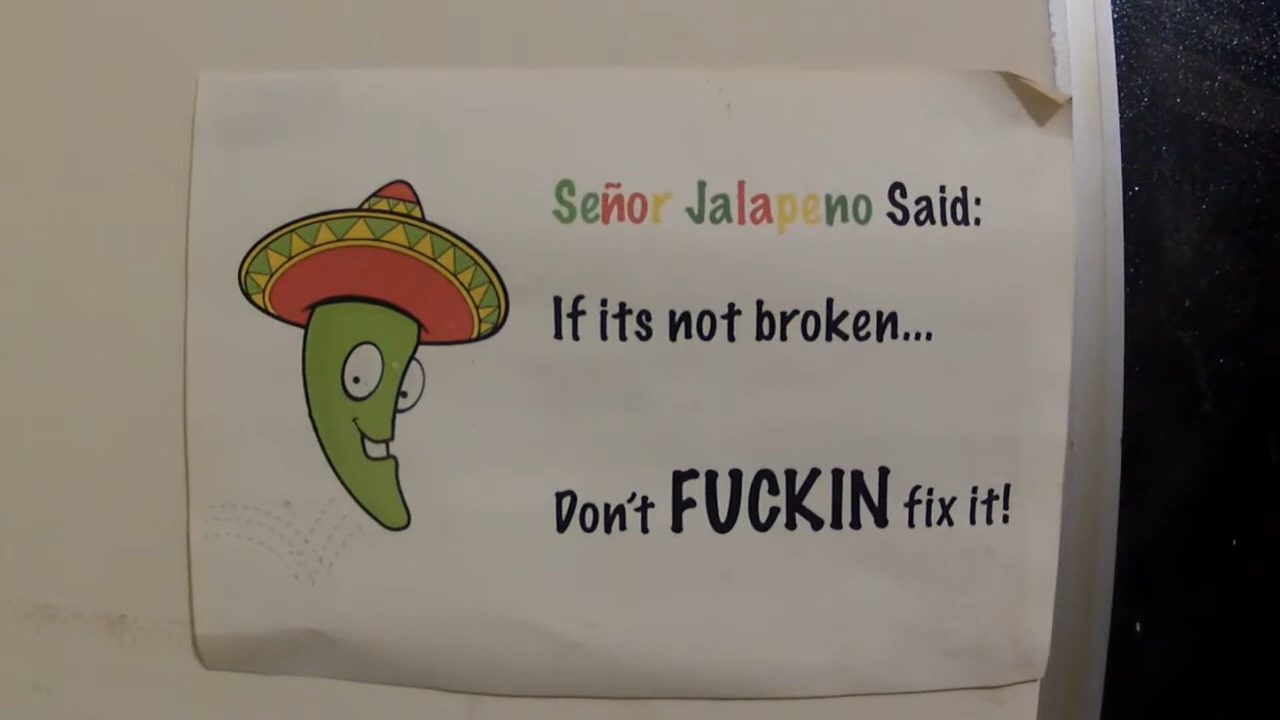 Señor Jalapeno Said:
If its not broken...
Don't FUCKIN fix it!